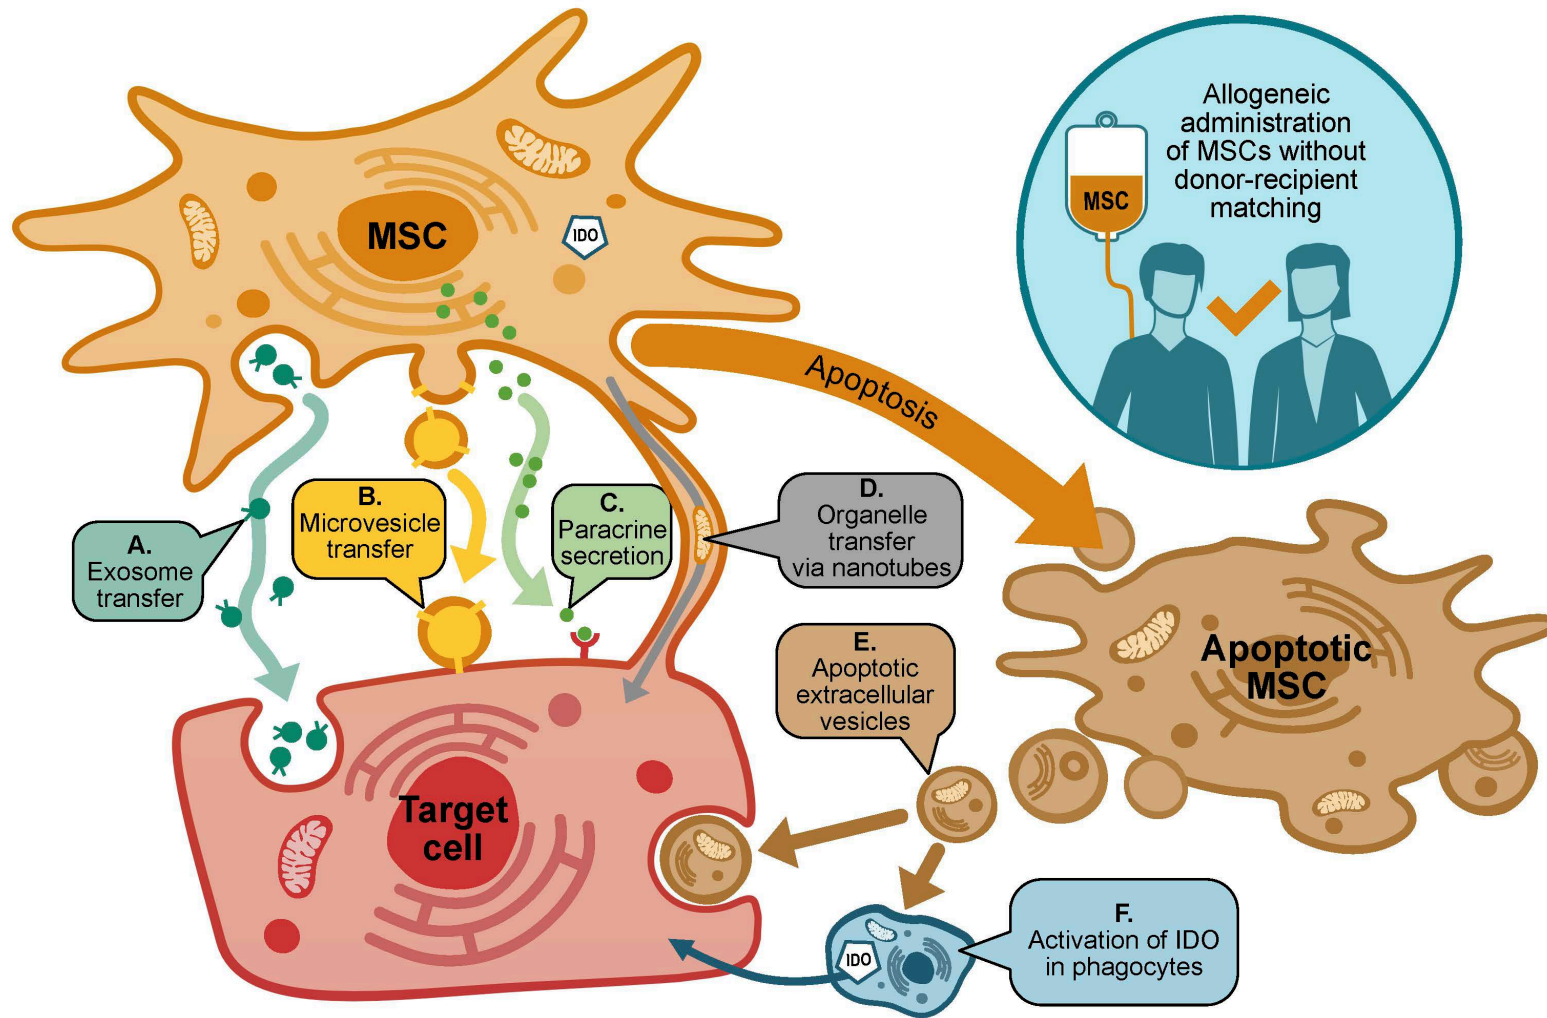 MSC
IDO
Allogeneic
administration
of MSCs without
donor-recipient
matching
MSC
Apoptosis
A.
Exosome
transfer
B.
Microvesicle
transfer
C.
Paracrine
secretion
D.
Organelle
transfer
via nanotubes
E.
Apoptotic
extracellular
vesicles
Apoptotic
MSC
Target
cell
IDO
F.
Activation of IDO
in phagocytes